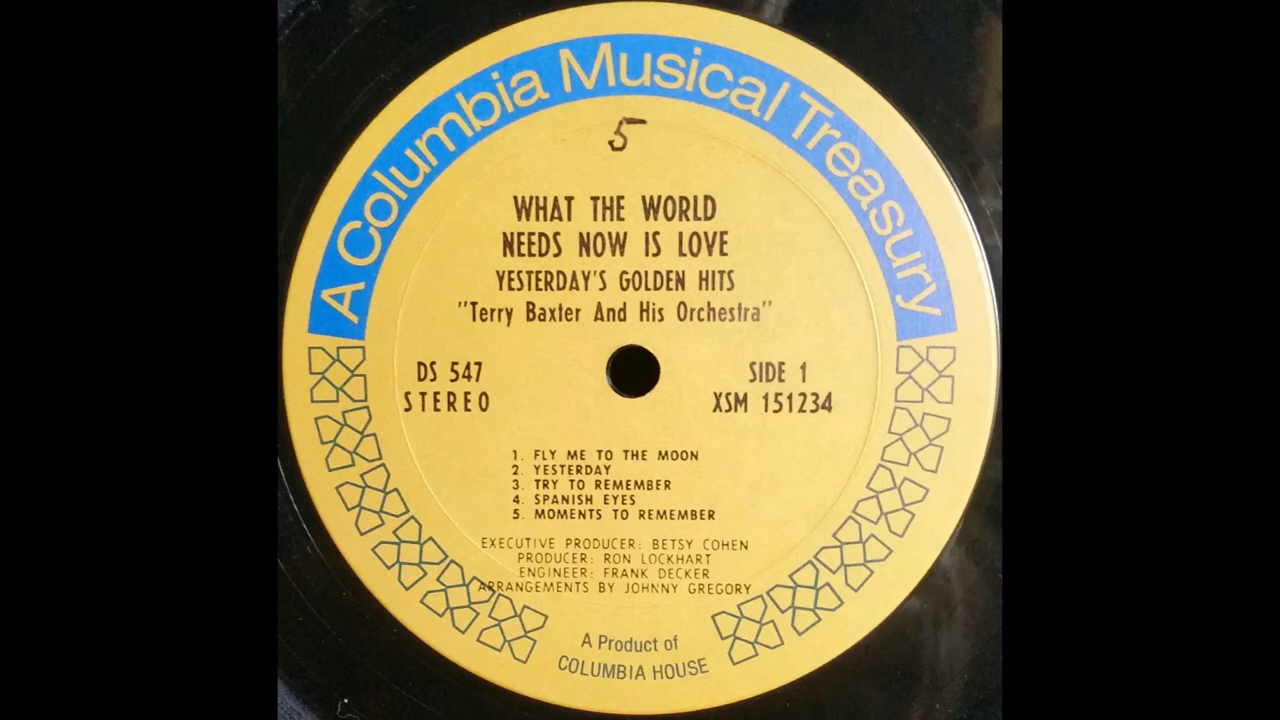 A Columbia Musical Treasury
5
WHAT THE WORLD
NEEDS NOW IS LOVE
YESTERDAY'S GOLDEN HITS
"Terry Baxter And His Orchestra"
DS 547
STEREO
SIDE 1
XSM 151234
1. FLY ME TO THE MOON
2. YESTERDAY
3. TRY TO REMEMBER
4. SPANISH EYES
5. MOMENTS TO REMEMBER
EXECUTIVE PRODUCER: BETSY COHEN
PRODUCER: RON LOCKHART
ENGINEER: FRANK DECKER
ARRANGEMENTS BY JOHNNY GREGORY
A Product of
COLUMBIA HOUSE